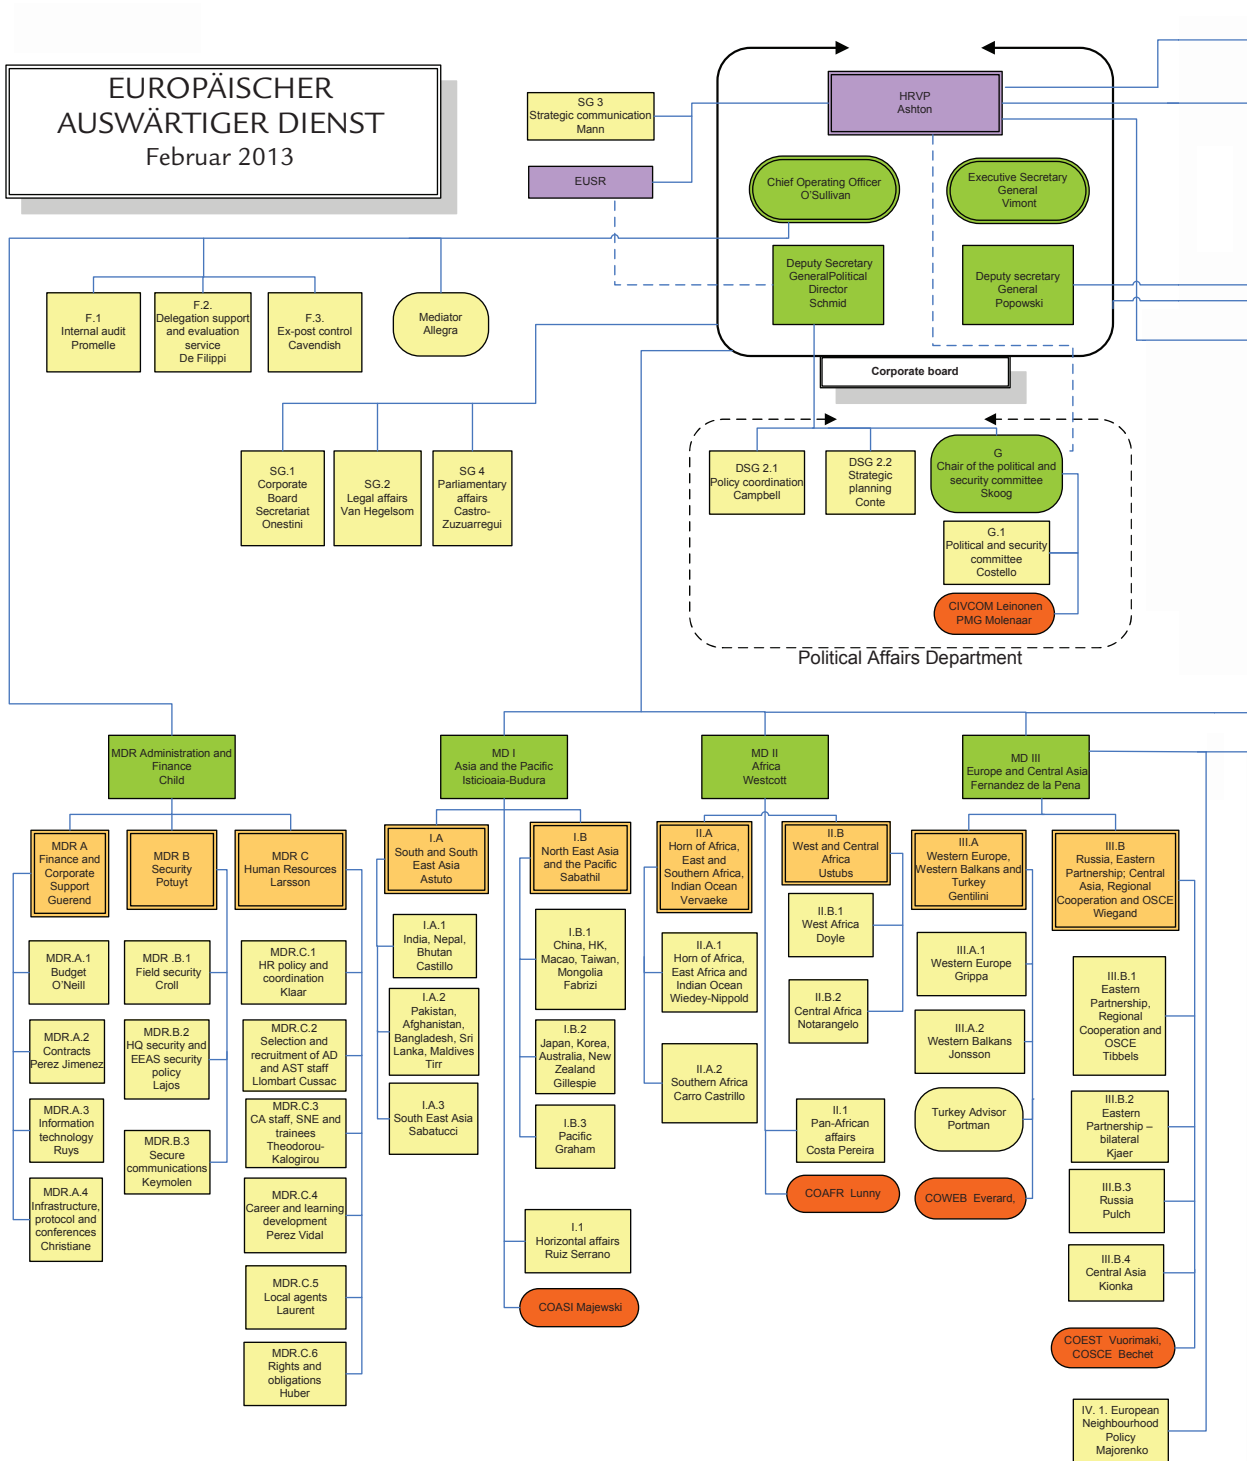 EUROPÄISCHER
AUSWÄRTIGER DIENST
Februar 2013
SG 3
Strategic communication
Mann
EUSR
HRVP
Ashton
Chief Operating Officer
O'Sullivan
Executive Secretary
General
Vimont
Deputy Secretary
GeneralPolitical
Director
Schmid
Deputy secretary
General
Popowski
Corporate board
F.1
Internal audit
Promelle
F.2.
Delegation support
and evaluation
service
De Filippi
F.3.
Ex-post control
Cavendish
Mediator
Allegra
SG.1
Corporate
Board
Secretariat
Onestini
SG.2
Legal affairs
Van Hegelsom
SG 4
Parliamentary
affairs
Castro-
Zuzuarregui
DSG 2.1
Policy coordination
Campbell
DSG 2.2
Strategic
planning
Conte
G
Chair of the political and
security committee
Skoog
G.1
Political and security
committee
Costello
CIVCOM Leinonen
PMG Molenaar
Political Affairs Department
MDR Administration and
Finance
Child
MDR A
Finance and
Corporate
Support
Guerend
MDR B
Security
Potuyt
MDR C
Human Resources
Larsson
MDR.A.1
Budget
O'Neill
MDR.A.2
Contracts
Perez Jimenez
MDR.A.3
Information
technology
Ruys
MDR.A.4
Infrastructure,
protocol and
conferences
Christiane
MDR .B.1
Field security
Croll
MDR.B.2
HQ security and
EEAS security
policy
Lajos
MDR.B.3
Secure
communications
Keymolen
MDR.C.1
HR policy and
coordination
Klaar
MDR.C.2
Selection and
recruitment of AD
and AST staff
Llombart Cussac
MDR.C.3
CA staff, SNE and
trainees
Theodorou-
Kalogirou
MDR.C.4
Career and learning
development
Perez Vidal
MDR.C.5
Local agents
Laurent
MDR.C.6
Rights and
obligations
Huber
MD I
Asia and the Pacific
Isticioaia-Budura
I.A
South and South
East Asia
Astuto
I.B
North East Asia
and the Pacific
Sabathil
I.A.1
India, Nepal,
Bhutan
Castillo
I.A.2
Pakistan,
Afghanistan,
Bangladesh, Sri
Lanka, Maldives
Tirr
I.A.3
South East Asia
Sabatucci
I.B.1
China, HK,
Macao, Taiwan,
Mongolia
Fabrizi
I.B.2
Japan, Korea,
Australia, New
Zealand
Gillespie
I.B.3
Pacific
Graham
I.1
Horizontal affairs
Ruiz Serrano
COASI Majewski
MD II
Africa
Westcott
II.A
Horn of Africa,
East and
Southern Africa,
Indian Ocean
Vervaeke
II.B
West and Central
Africa
Ustubs
II.A.1
Horn of Africa,
East Africa and
Indian Ocean
Wiedey-Nippold
II.A.2
Southern Africa
Carro Castrillo
II.B.1
West Africa
Doyle
II.B.2
Central Africa
Notarangelo
II.1
Pan-African
affairs
Costa Pereira
COAFR Lunny
MD III
Europe and Central Asia
Fernandez de la Pena
III.A
Western Europe,
Western Balkans and
Turkey
Gentilini
III.B
Russia, Eastern
Partnership; Central
Asia, Regional
Cooperation and OSCE
Wiegand
III.A.1
Western Europe
Grippa
III.A.2
Western Balkans
Jonsson
Turkey Advisor
Portman
COWEB Everard,
III.B.1
Eastern
Partnership,
Regional
Cooperation and
OSCE
Tibbels
III.B.2
Eastern
Partnership –
bilateral
Kjaer
III.B.3
Russia
Pulch
III.B.4
Central Asia
Kionka
COEST Vuorimaki,
COSCE Bechet
IV. 1. European
Neighbourhood
Policy
Majorenko